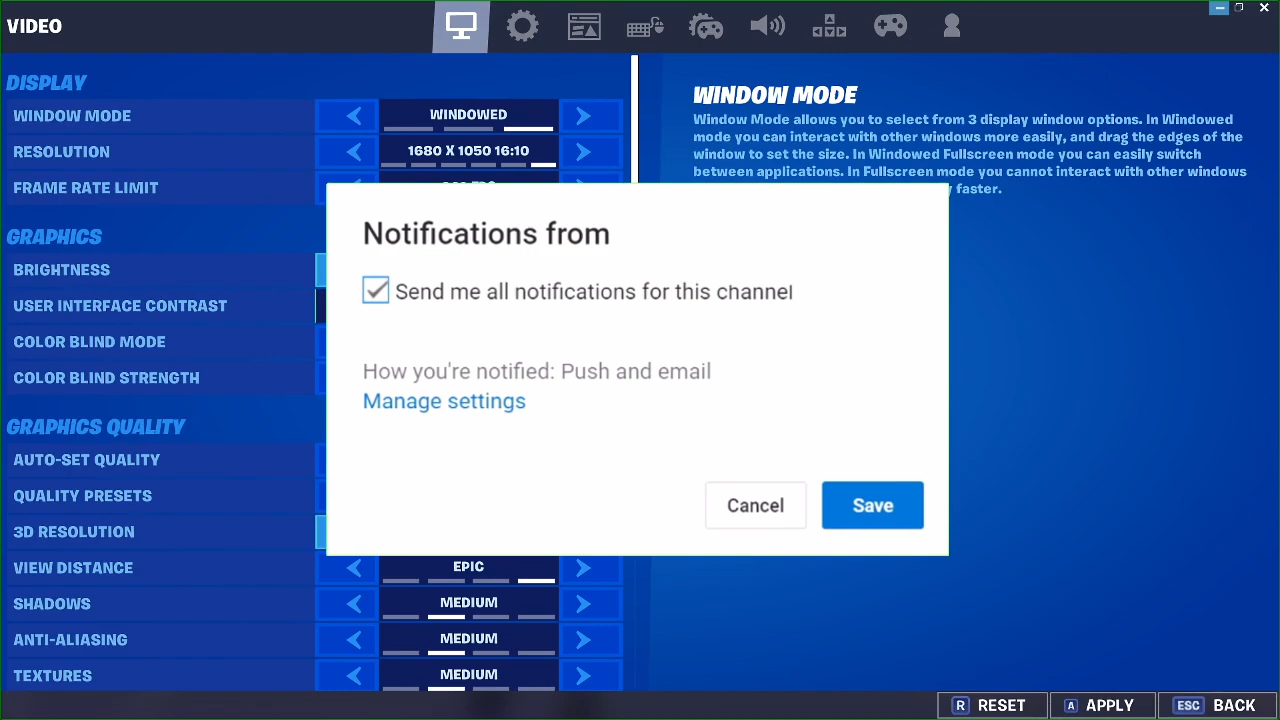 VIDEO
DISPLAY
WINDOW MODE
WINDOWED
RESOLUTION
1680 X 1050 16:10
FRAME RATE LIMIT
GRAPHICS
BRIGHTNESS
USER INTERFACE CONTRAST
COLOR BLIND MODE
COLOR BLIND STRENGTH
GRAPHICS QUALITY
AUTO-SET QUALITY
QUALITY PRESETS
3D RESOLUTION
VIEW DISTANCE
EPIC
SHADOWS
MEDIUM
ANTI-ALIASING
MEDIUM
TEXTURES
MEDIUM
WINDOW MODE
Window Mode allows you to select from 3 display window options. In Windowed
mode you can interact with other windows more easily, and drag the edges of the
window to set the size. In Windowed Fullscreen mode you can easily switch
between applications. In Fullscreen mode you cannot interact with other windows
faster.
Notifications from
Send me all notifications for this channel
How you're notified: Push and email
Manage settings
Cancel
Save
R RESET
A APPLY
ESC BACK